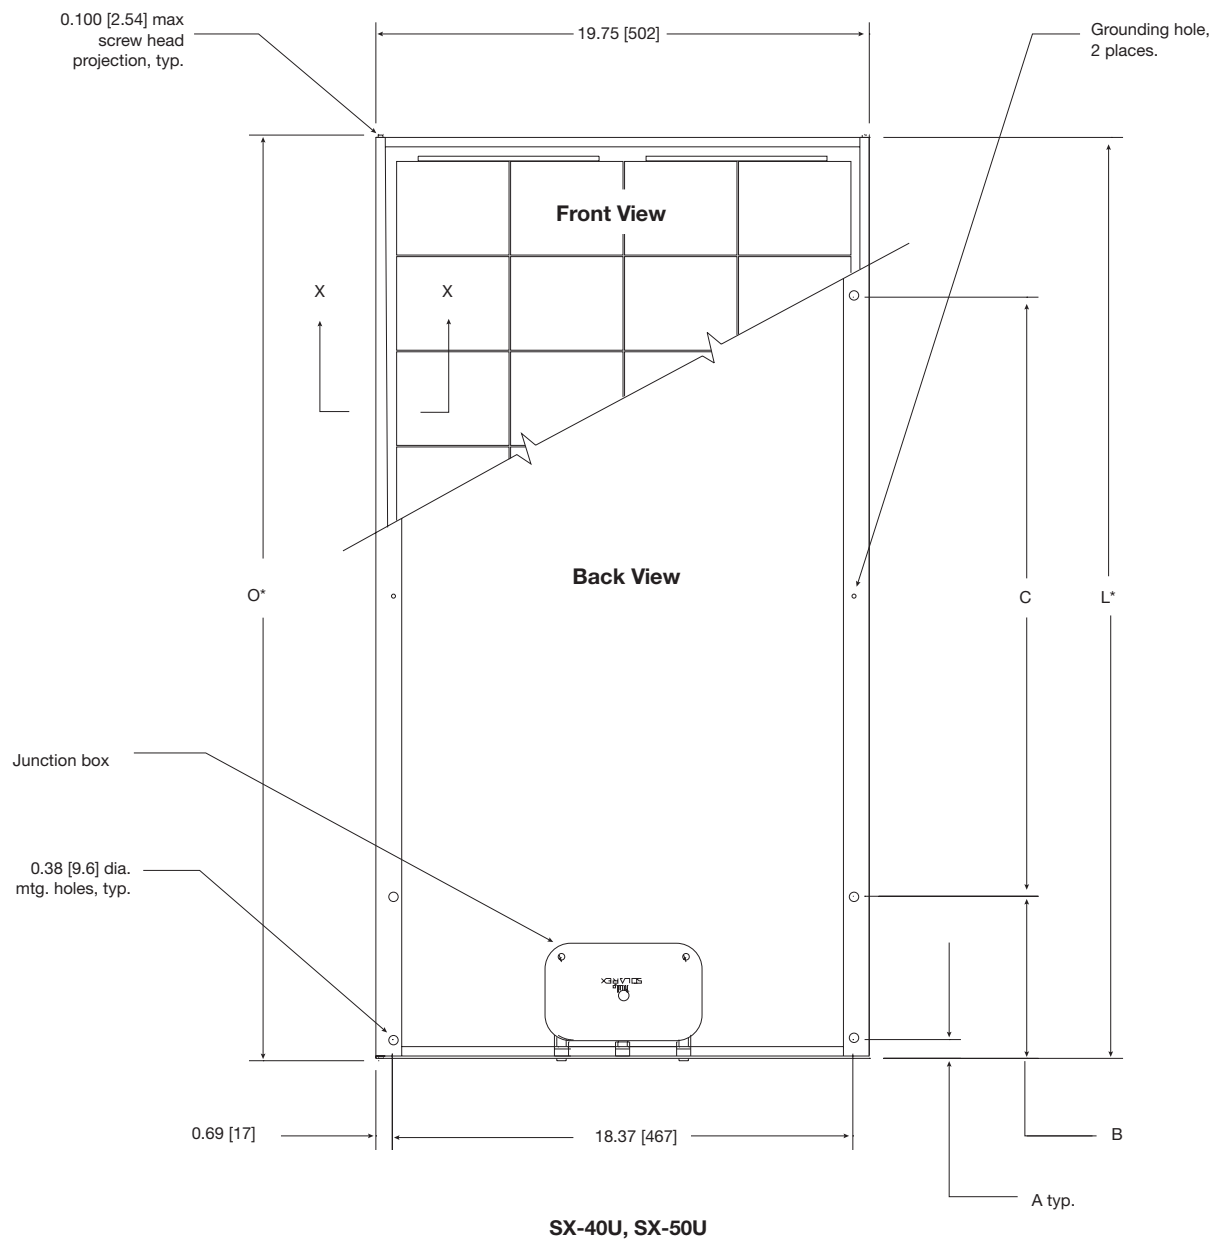 0.100 [2.54] max
screw head
projection, typ.
19.75 [502]
Grounding hole,
2 places.
Front View
X
X
Back View
O*
C
L*
Junction box
0.38 [9.6] dia.
mtg. holes, typ.
SOLAREX
0.69 [17]
18.37 [467]
B
A typ.
SX-40U, SX-50U